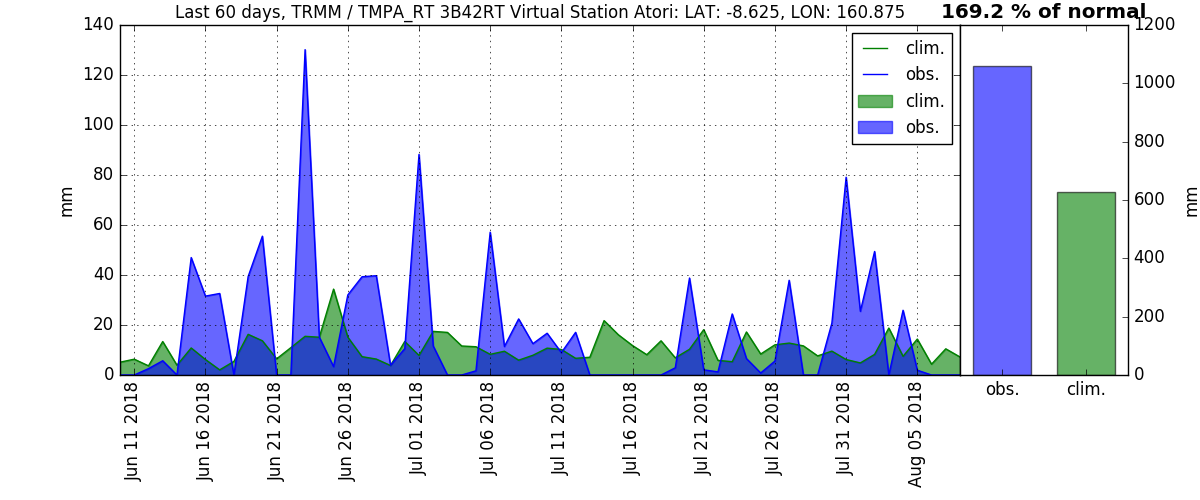 Last 60 days, TRMM / TMPA_RT 3B42RT Virtual Station Atori: LAT: -8.625, LON: 160.875
169.2 % of normal
140
120
100
80
60
40
20
0
mm
clim.
obs.
clim.
obs.
Jun 11 2018
Jun 16 2018
Jun 21 2018
Jun 26 2018
Jul 01 2018
Jul 06 2018
Jul 11 2018
Jul 16 2018
Jul 21 2018
Jul 26 2018
Jul 31 2018
Aug 05 2018
1200
1000
800
600
400
200
0
mm
obs.
clim.